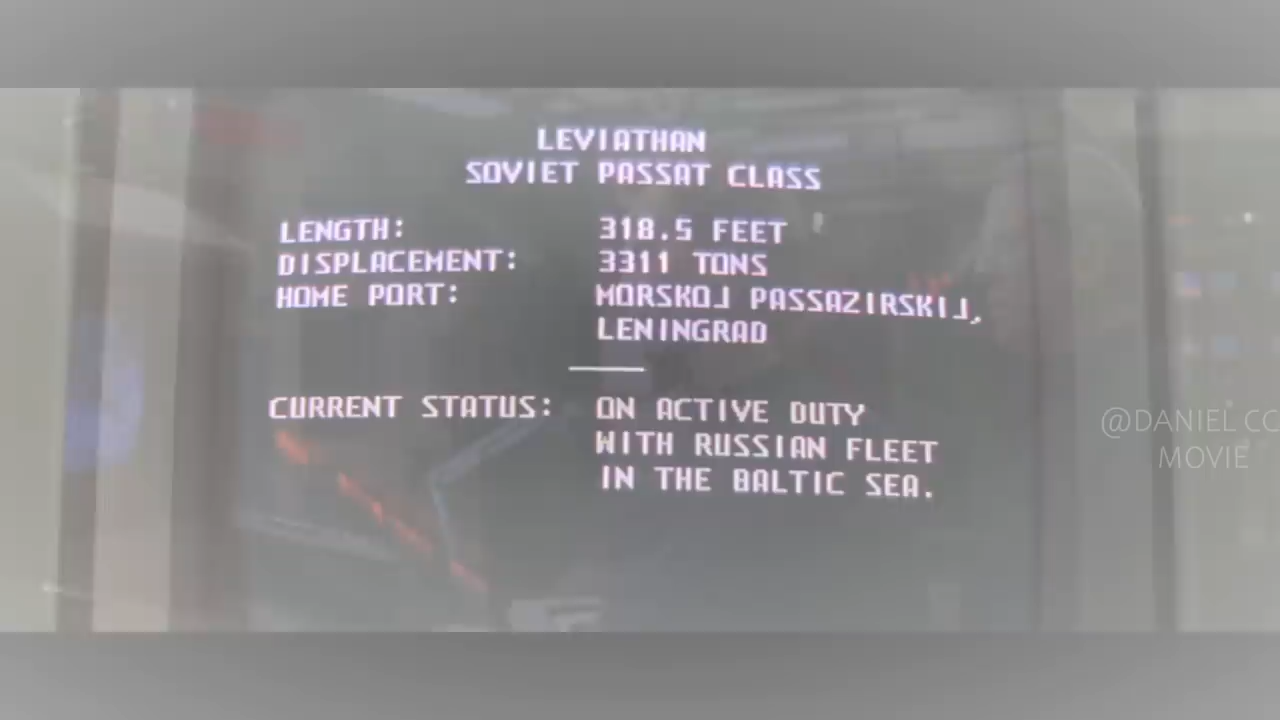 LEVIATHAN
SOVIET PASSAT CLASS
LENGTH: 318.5 FEET
DISPLACEMENT: 3311 TONS
HOME PORT: MORSKOJ PASSAZIRSKIJ,
LENINGRAD
CURRENT STATUS: ON ACTIVE DUTY
WITH RUSSIAN FLEET
IN THE BALTIC SEA.
@DANIEL CC
MOVIE